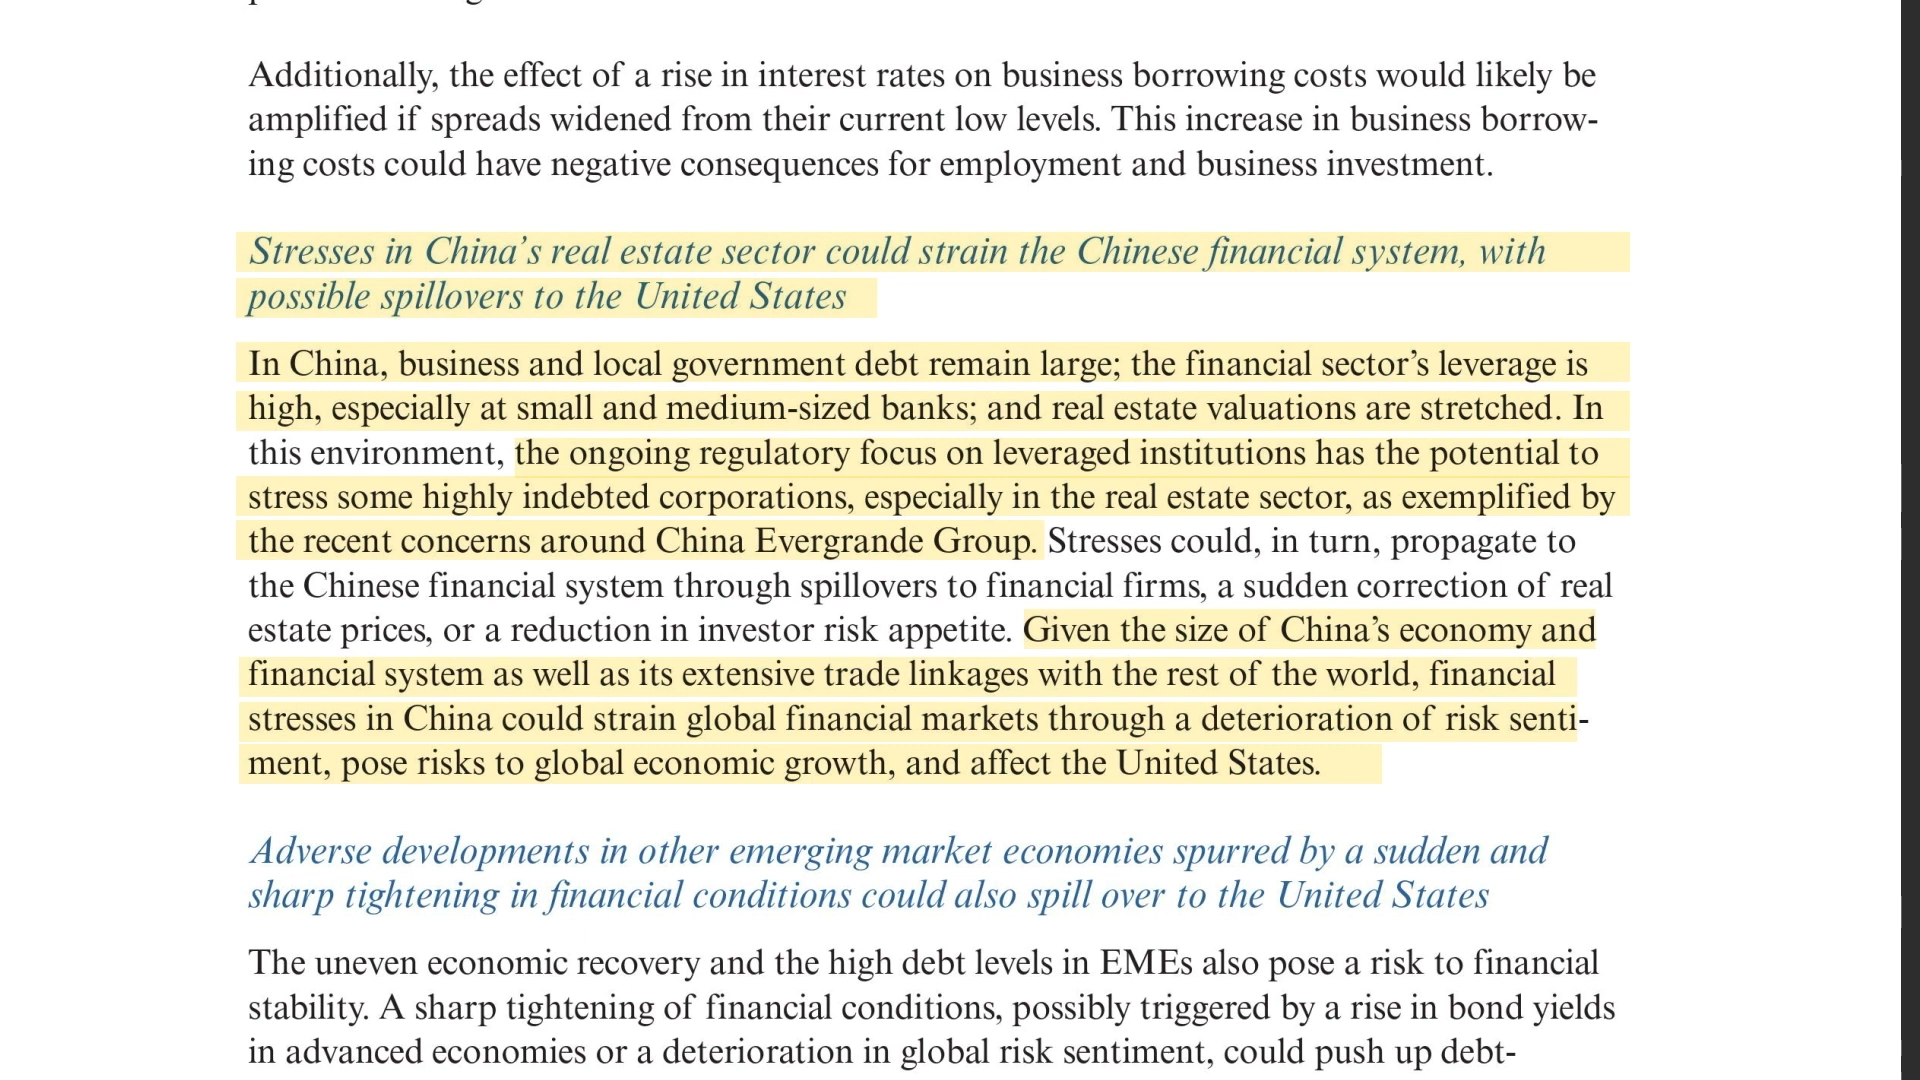 Additionally, the effect of a rise in interest rates on business borrowing costs would likely be
amplified if spreads widened from their current low levels. This increase in business borrow-
ing costs could have negative consequences for employment and business investment.
Stresses in China’s real estate sector could strain the Chinese financial system, with
possible spillovers to the United States
In China, business and local government debt remain large; the financial sector’s leverage is
high, especially at small and medium-sized banks; and real estate valuations are stretched. In
this environment, the ongoing regulatory focus on leveraged institutions has the potential to
stress some highly indebted corporations, especially in the real estate sector, as exemplified by
the recent concerns around China Evergrande Group. Stresses could, in turn, propagate to
the Chinese financial system through spillovers to financial firms, a sudden correction of real
estate prices, or a reduction in investor risk appetite. Given the size of China’s economy and
financial system as well as its extensive trade linkages with the rest of the world, financial
stresses in China could strain global financial markets through a deterioration of risk senti-
ment, pose risks to global economic growth, and affect the United States.
Adverse developments in other emerging market economies spurred by a sudden and
sharp tightening in financial conditions could also spill over to the United States
The uneven economic recovery and the high debt levels in EMEs also pose a risk to financial
stability. A sharp tightening of financial conditions, possibly triggered by a rise in bond yields
in advanced economies or a deterioration in global risk sentiment, could push up debt-